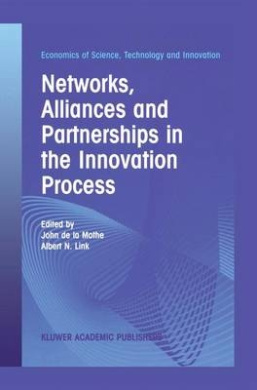 Economics of Science, Technology and Innovation
Networks,
Alliances and
Partnerships in
the Innovation
Process
Edited by
John de la Mothe
Albert N. Link
KLUWER ACADEMIC PUBLISHERS